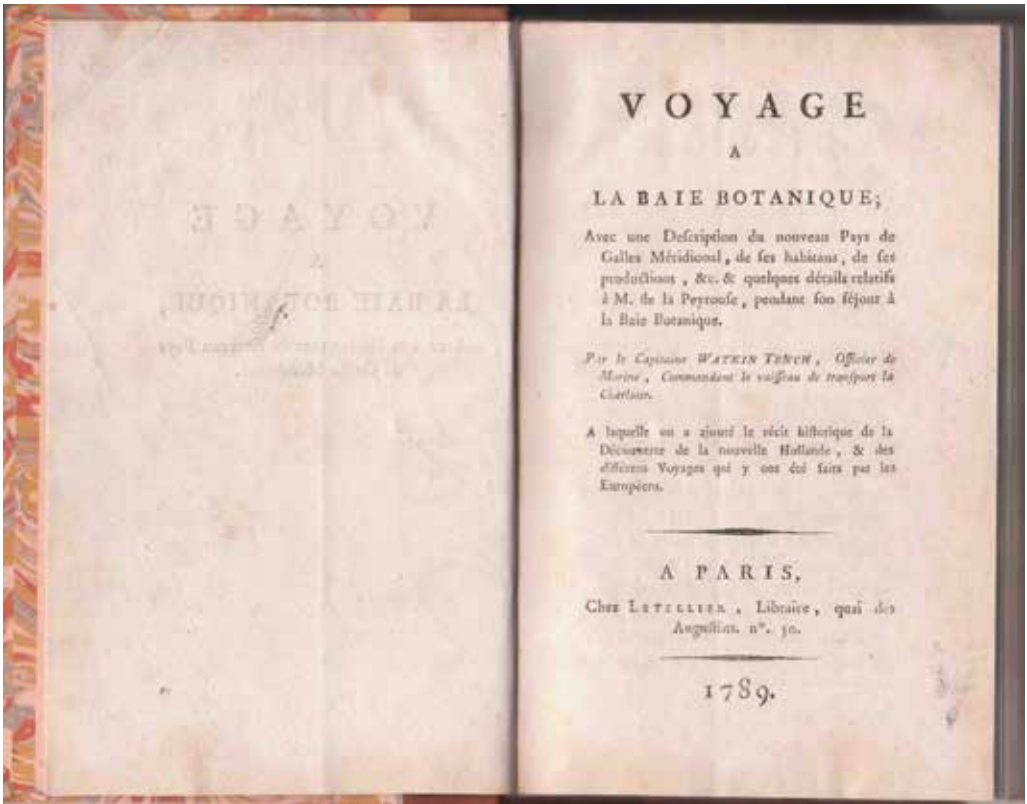 VOYAGE
A
LA BAIE BOTANIQUE;
Avec une Deſcription du nouveau Pays de
Galles Méridional, de ſes habitans, de ſes
productions, &c. & quelques détails relatifs
à M. de la Peyrouſe, pendant ſon ſéjour à
la Baie Botanique.
Par le Capitaine WATKIN TENCH, Officier de
Marine, Commandant le vaiſſeau de tranſport la
Charlotte.
A laquelle on a ajouté le récit hiſtorique de la
Découverte de la nouvelle Hollande, & des
différens Voyages qui y ont été faits par les
Européens.
A PARIS,
Chez LETELLIER, Libraire, quai des
Auguſtins. n°. 50.
1789.